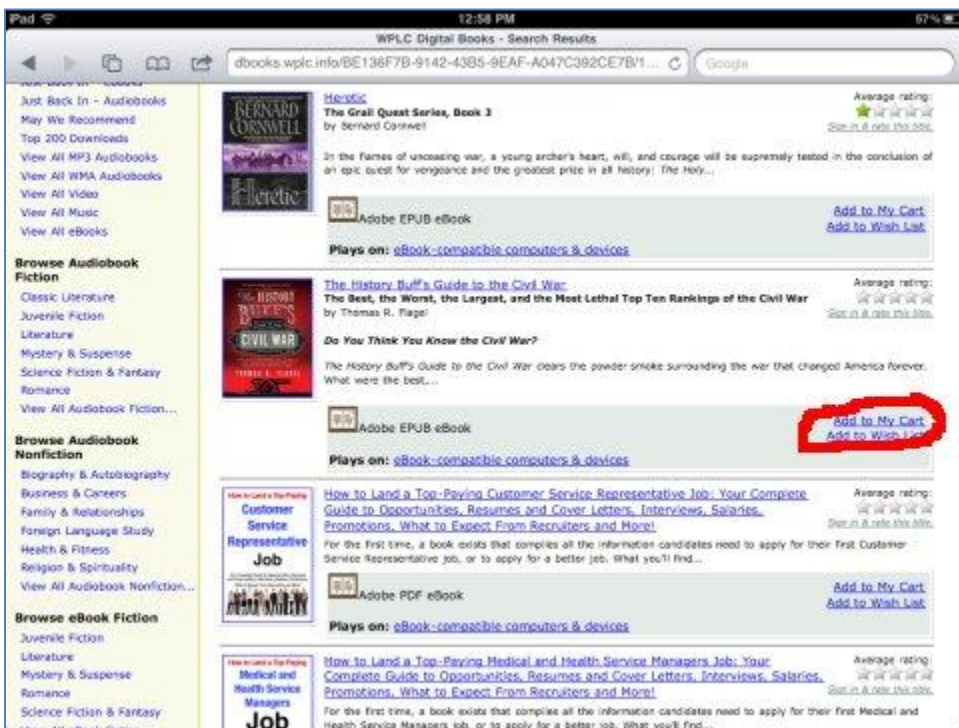 iPad 12:58 PM 67%
WPLC Digital Books - Search Results
dbooks.wplc.info/BE136F7B-9142-43B5-9EAF-A047C392CE7B/1... Google
Just Back In - Audiobooks
May We Recommend
Top 200 Downloads
View All MP3 Audiobooks
View All WMA Audiobooks
View All Video
View All Music
View All eBooks
Browse Audiobook
Fiction
Classic Literature
Juvenile Fiction
Literature
Mystery & Suspense
Science Fiction & Fantasy
Romance
View All Audiobook Fiction...
Browse Audiobook
Nonfiction
Biography & Autobiography
Business & Careers
Family & Relationships
Foreign Language Study
Health & Fitness
Religion & Spirituality
View All Audiobook Nonfiction...
Browse eBook Fiction
Juvenile Fiction
Literature
Mystery & Suspense
Romance
Science Fiction & Fantasy
BERNARD
CORNWELL
Heretic
Heretic
The Grail Quest Series, Book 3
by Bernard Cornwell
Average rating:
Sign in & rate this title.
In the flames of unceasing war, a young archer's heart, will, and courage will be supremely tested in the conclusion of
an epic quest for vengeance and the greatest prize in all history: The Holy...
Adobe EPUB eBook
Add to My Cart
Add to Wish List
Plays on: eBook-compatible computers & devices
HISTORY
BUFF'S
CIVIL WAR
The History Buff's Guide to the Civil War
The Best, the Worst, the Largest, and the Most Lethal Top Ten Rankings of the Civil War
by Thomas R. Flagel
Average rating:
Sign in & rate this title.
Do You Think You Know the Civil War?
The History Buff's Guide to the Civil War clears the powder smoke surrounding the war that changed America forever.
What were the best,...
Adobe EPUB eBook
Add to My Cart
Add to Wish List
Plays on: eBook-compatible computers & devices
How to Land a Top-Paying
Customer
Service
Representative
Job
How to Land a Top-Paying Customer Service Representative Job: Your Complete
Guide to Opportunities, Resumes and Cover Letters, Interviews, Salaries,
Promotions, What to Expect From Recruiters and More!
Average rating:
Sign in & rate this title.
For the first time, a book exists that compiles all the information candidates need to apply for their first Customer
Service Representative job, or to apply for a better job. What you'll find...
Adobe PDF eBook
Add to My Cart
Add to Wish List
Plays on: eBook-compatible computers & devices
How to Land a Top-Paying
Medical and
Health Service
Managers
Job
How to Land a Top-Paying Medical and Health Service Managers Job: Your
Complete Guide to Opportunities, Resumes and Cover Letters, Interviews, Salaries,
Promotions, What to Expect From Recruiters and More!
Average rating:
Sign in & rate this title.
For the first time, a book exists that compiles all the information candidates need to apply for their first Medical and
Health Service Managers job, or to apply for a better job. What you'll find...